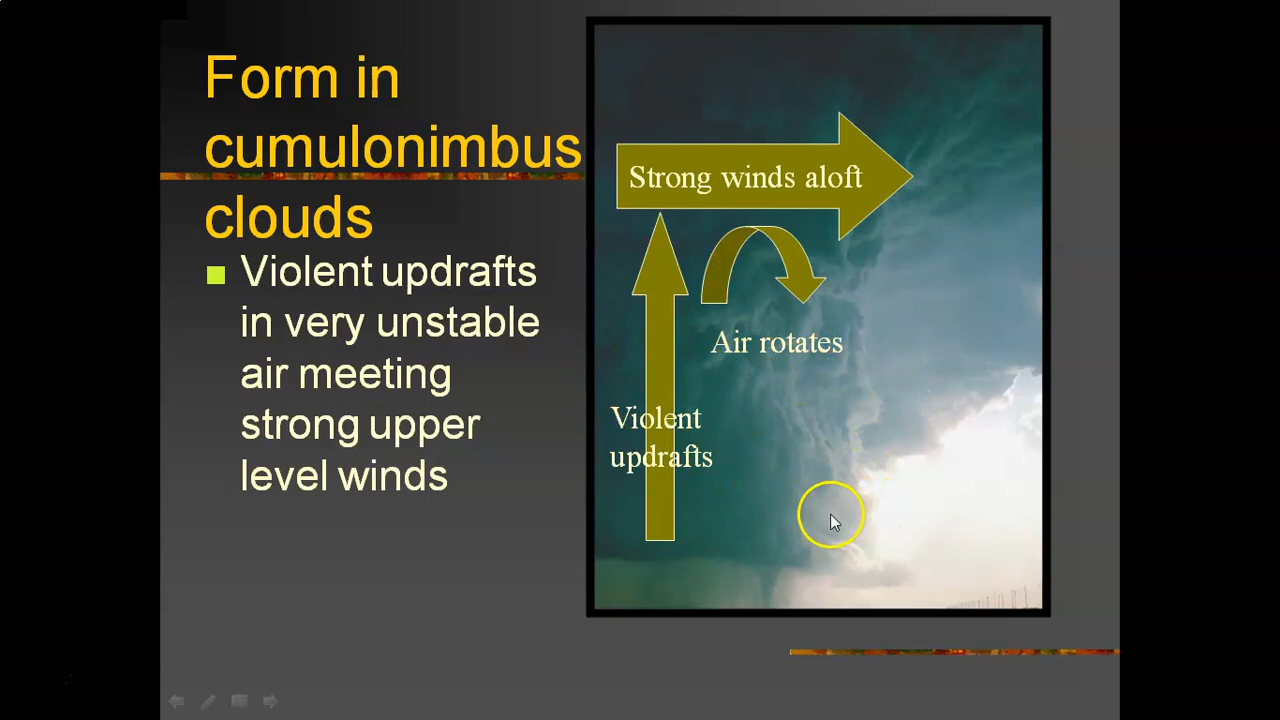 Form in
cumulonimbus
clouds
Violent updrafts
in very unstable
air meeting
strong upper
level winds
Strong winds aloft
Air rotates
Violent
updrafts